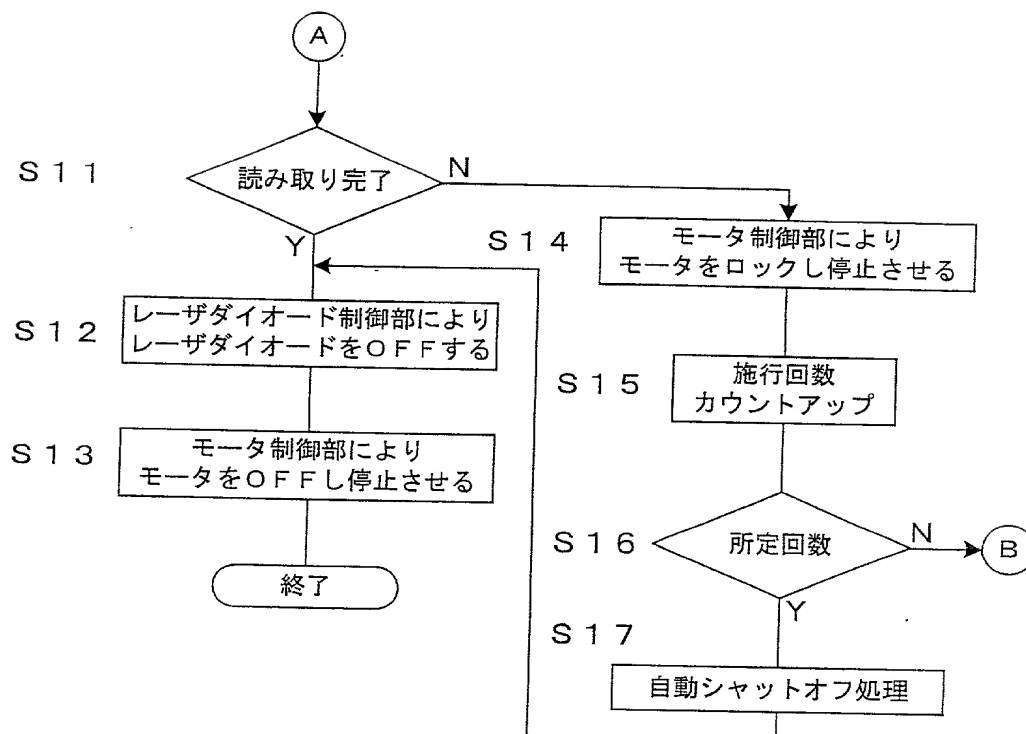 A
S11
読み取り完了
N
Y
S14
モータ制御部により
モータをロックし停止させる
S12
レーザダイオード制御部により
レーザダイオードをOFFする
S15
施行回数
カウントアップ
S13
モータ制御部により
モータをOFFし停止させる
S16
所定回数
N
B
Y
終了
S17
自動シャットオフ処理